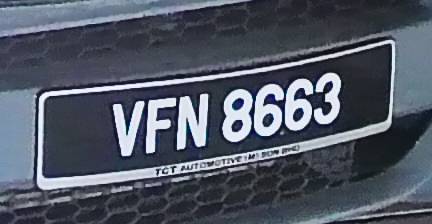 VFN 8663
TCT AUTOMOTIVE (M) SDN BHD